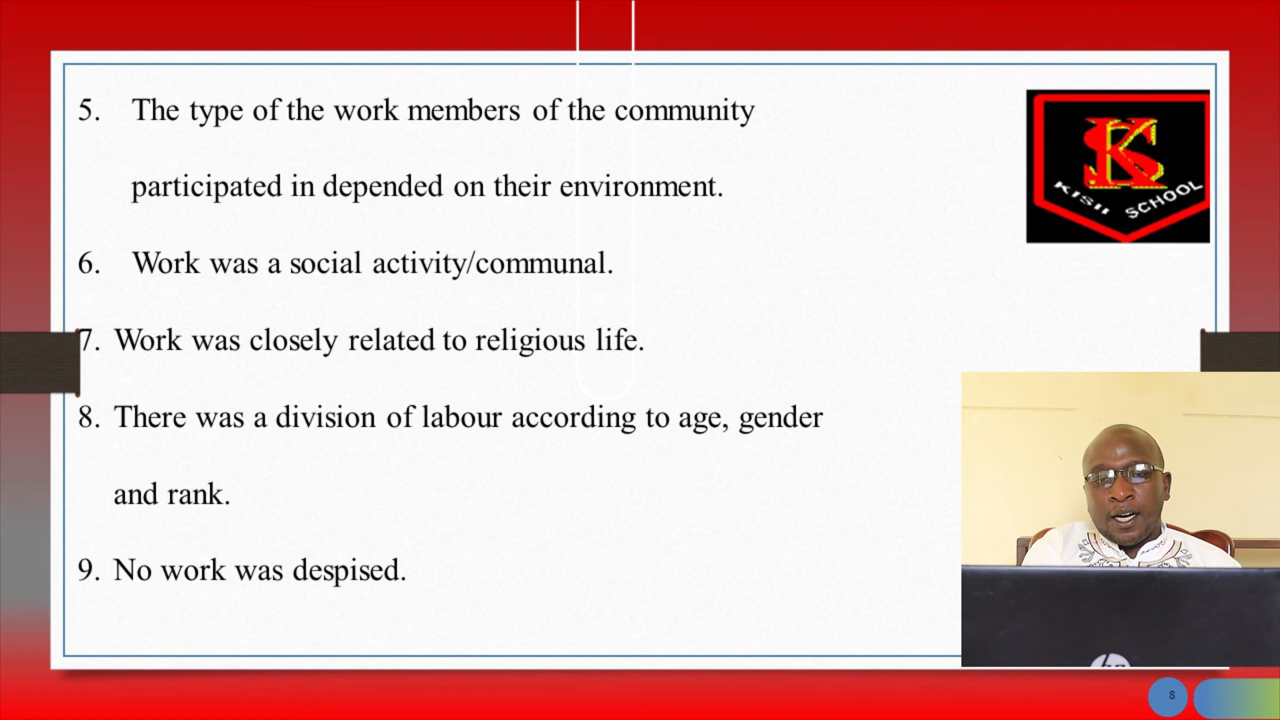 5. The type of the work members of the community
participated in depended on their environment.
6. Work was a social activity/communal.
7. Work was closely related to religious life.
8. There was a division of labour according to age, gender
and rank.
9. No work was despised.
KS
KISII SCHOOL
hp
8